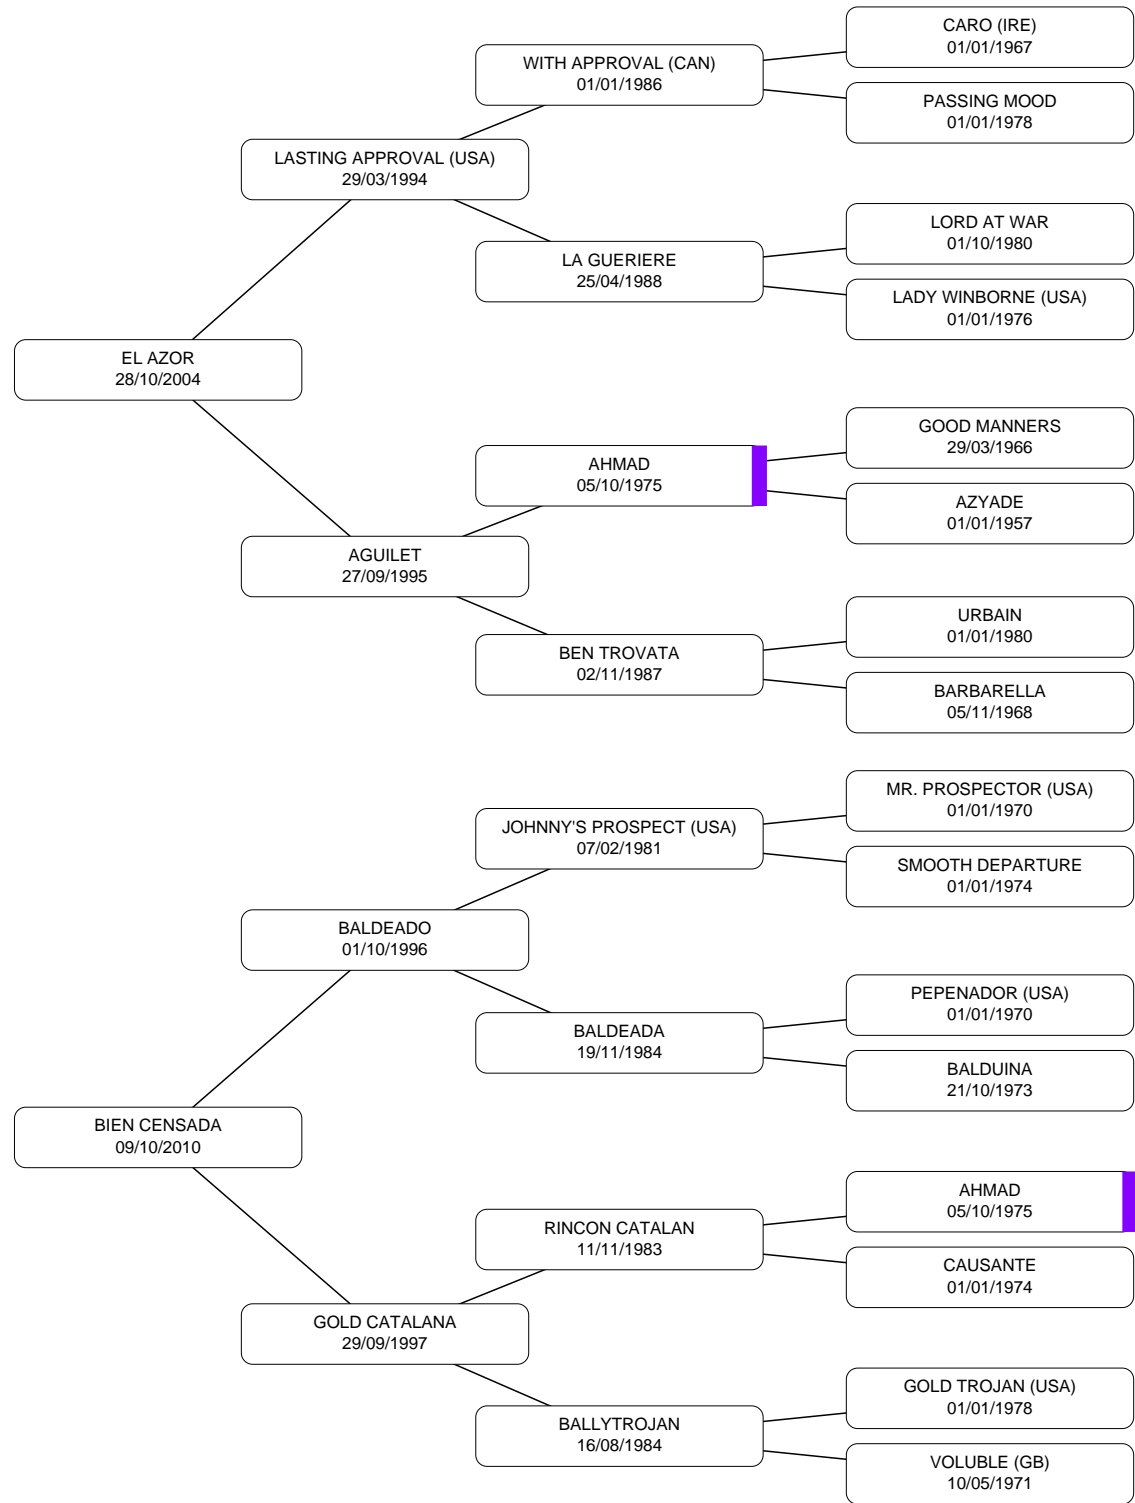 CARO (IRE)
01/01/1967
WITH APPROVAL (CAN)
01/01/1986
PASSING MOOD
01/01/1978
LASTING APPROVAL (USA)
29/03/1994
LORD AT WAR
01/10/1980
LA GUERIERE
25/04/1988
LADY WINBORNE (USA)
01/01/1976
EL AZOR
28/10/2004
GOOD MANNERS
29/03/1966
AHMAD
05/10/1975
AZYADE
01/01/1957
AGUILET
27/09/1995
URBAIN
01/01/1980
BEN TROVATA
02/11/1987
BARBARELLA
05/11/1968
MR. PROSPECTOR (USA)
01/01/1970
JOHNNY'S PROSPECT (USA)
07/02/1981
SMOOTH DEPARTURE
01/01/1974
BALDEADO
01/10/1996
PEPENADOR (USA)
01/01/1970
BALDEADA
19/11/1984
BALDUINA
21/10/1973
BIEN CENSADA
09/10/2010
AHMAD
05/10/1975
RINCON CATALAN
11/11/1983
CAUSANTE
01/01/1974
GOLD CATALANA
29/09/1997
GOLD TROJAN (USA)
01/01/1978
BALLYTROJAN
16/08/1984
VOLUBLE (GB)
10/05/1971